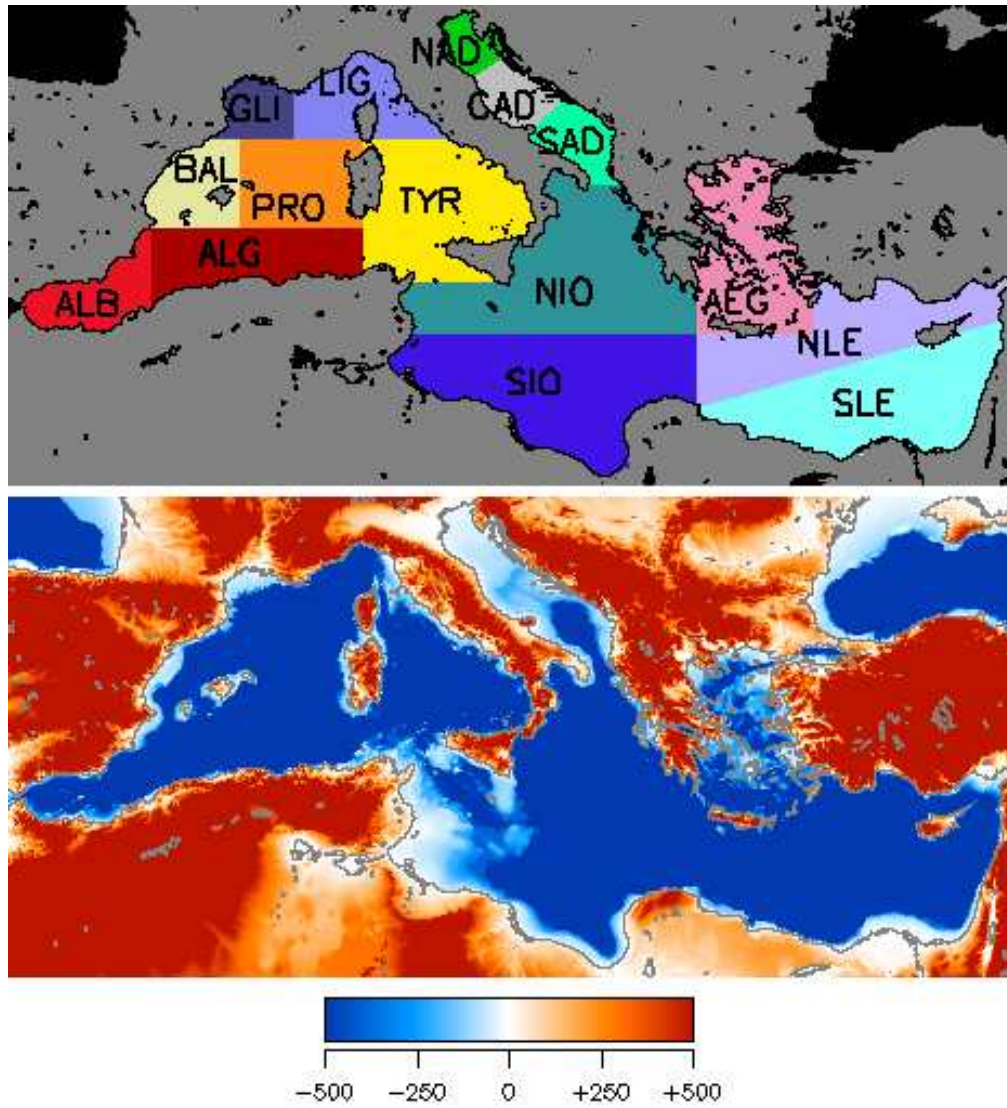 NAD
LIG
GLI
CAD
SAD
BAL
PRO
TYR
ALG
NIO
AEG
ALB
NLE
SIO
SLE
−500 −250 0 +250 +500